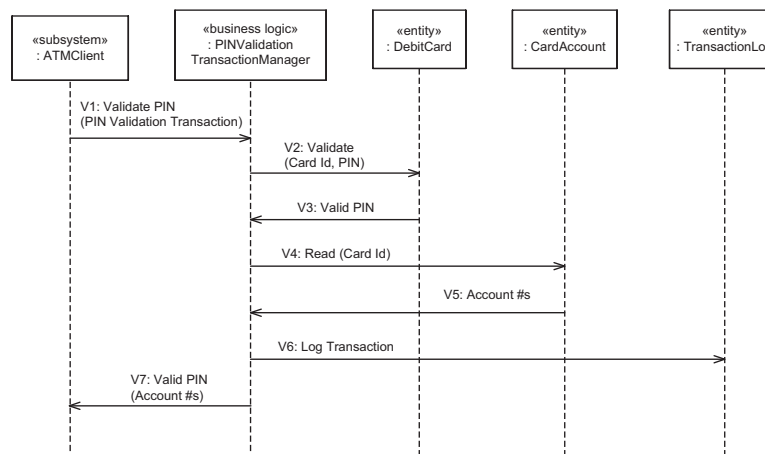 «subsystem»
: ATMClient
«business logic»
: PINValidation
TransactionManager
«entity»
: DebitCard
«entity»
: CardAccount
«entity»
: TransactionLo
V1: Validate PIN
(PIN Validation Transaction)
V2: Validate
(Card Id, PIN)
V3: Valid PIN
V4: Read (Card Id)
V5: Account #s
V6: Log Transaction
V7: Valid PIN
(Account #s)